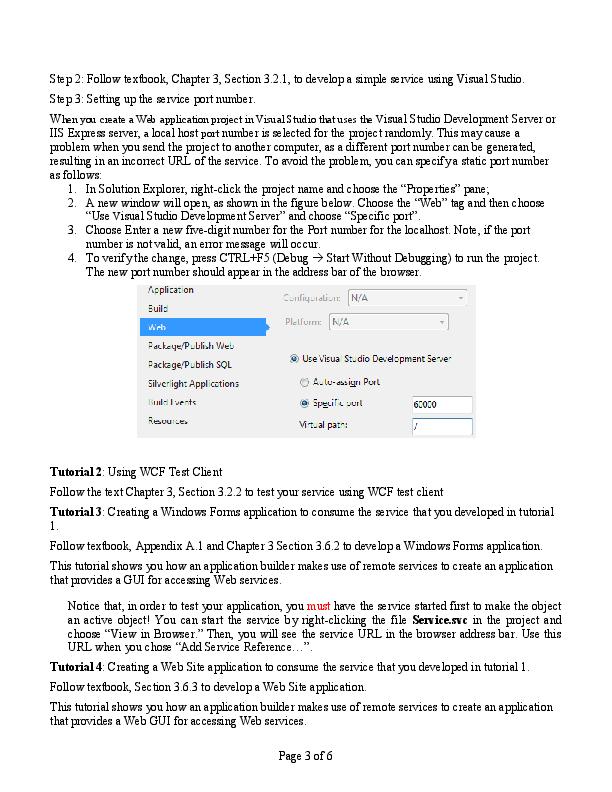 Step 2: Follow textbook, Chapter 3, Section 3.2.1, to develop a simple service using Visual Studio.
Step 3: Setting up the service port number.
When you create a Web application project in Visual Studio that uses the Visual Studio Development Server or
IIS Express server, a local host port number is selected for the project randomly. This may cause a
problem when you send the project to another computer, as a different port number can be generated,
resulting in an incorrect URL of the service. To avoid the problem, you can specify a static port number
as follows:
1. In Solution Explorer, right-click the project name and choose the “Properties” pane;
2. A new window will open, as shown in the figure below. Choose the “Web” tag and then choose
“Use Visual Studio Development Server” and choose “Specific port”.
3. Choose Enter a new five-digit number for the Port number for the localhost. Note, if the port
number is not valid, an error message will occur.
4. To verify the change, press CTRL+F5 (Debug → Start Without Debugging) to run the project.
The new port number should appear in the address bar of the browser.
Application
Build
Web
Package/Publish Web
Package/Publish SQL
Silverlight Applications
Build Events
Resources
Configuration: N/A
Platform: N/A
Use Visual Studio Development Server
Auto-assign Port
Specific port 60000
Virtual path: /
Tutorial 2: Using WCF Test Client
Follow the text Chapter 3, Section 3.2.2 to test your service using WCF test client
Tutorial 3: Creating a Windows Forms application to consume the service that you developed in tutorial
1.
Follow textbook, Appendix A.1 and Chapter 3 Section 3.6.2 to develop a Windows Forms application.
This tutorial shows you how an application builder makes use of remote services to create an application
that provides a GUI for accessing Web services.
Notice that, in order to test your application, you must have the service started first to make the object
an active object! You can start the service by right-clicking the file Service.svc in the project and
choose “View in Browser.” Then, you will see the service URL in the browser address bar. Use this
URL when you chose “Add Service Reference…”.
Tutorial 4: Creating a Web Site application to consume the service that you developed in tutorial 1.
Follow textbook, Section 3.6.3 to develop a Web Site application.
This tutorial shows you how an application builder makes use of remote services to create an application
that provides a Web GUI for accessing Web services.
Page 3 of 6